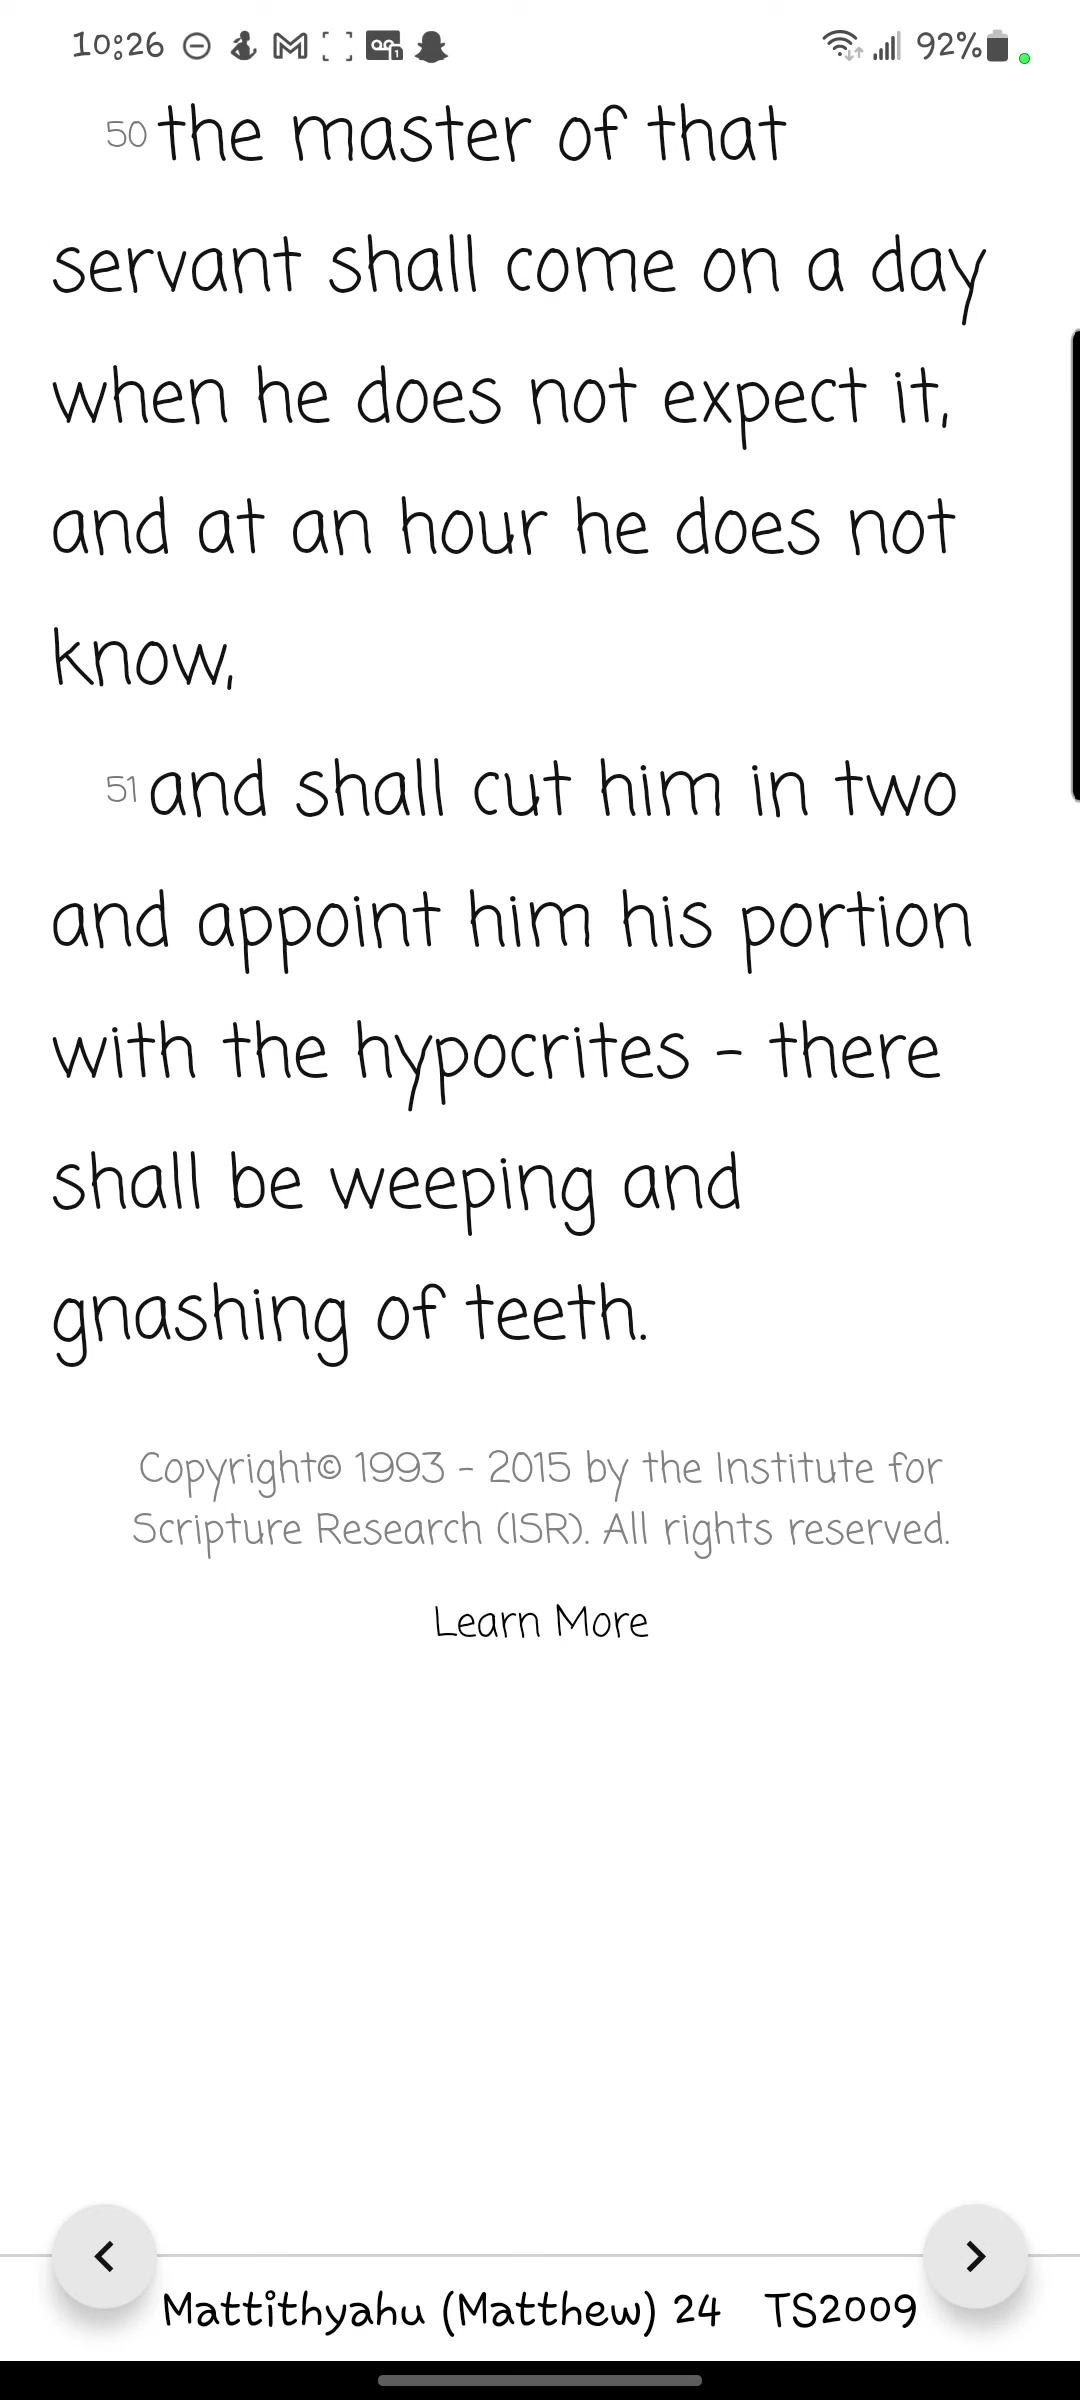 10:26 92%
50 the master of that
servant shall come on a day
when he does not expect it,
and at an hour he does not
know,
51 and shall cut him in two
and appoint him his portion
with the hypocrites - there
shall be weeping and
gnashing of teeth.
Copyright© 1993 - 2015 by the Institute for
Scripture Research (ISR). All rights reserved.
Learn More
Mattithyahu (Matthew) 24 TS2009